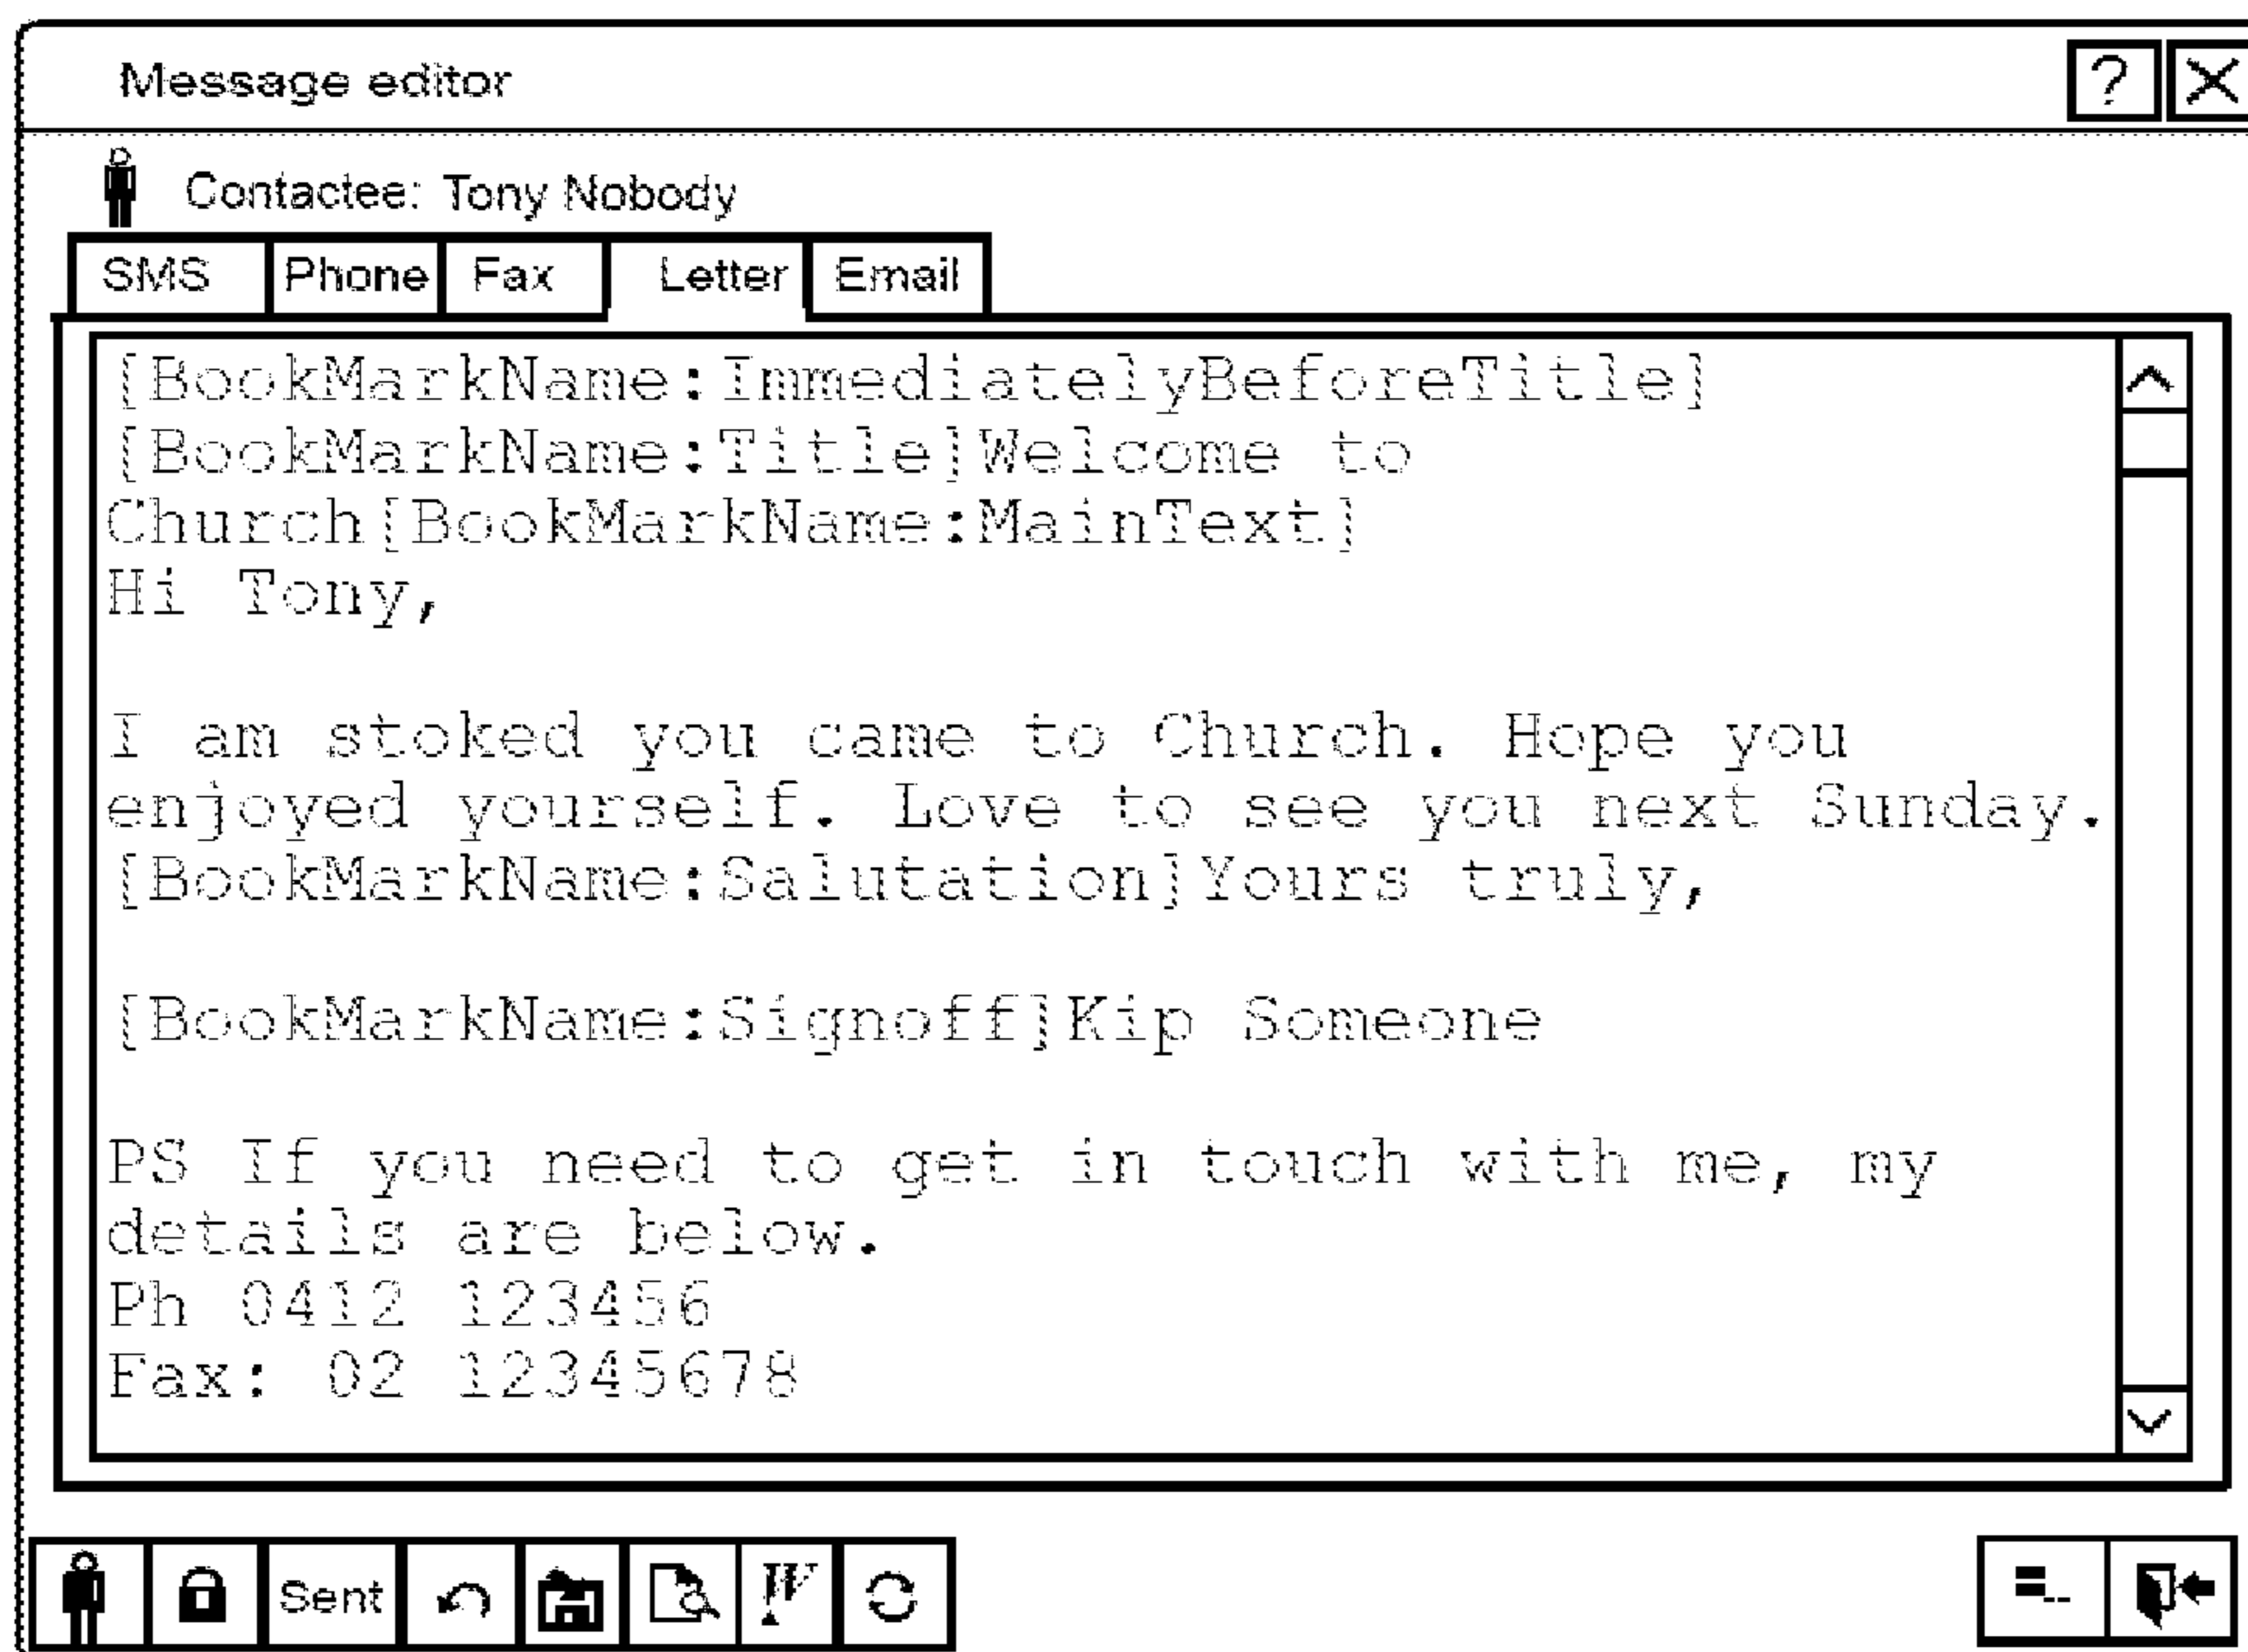 Message editor ?
Contactee: Tony Nobody
SMS Phone Fax Letter Email
[BookMarkName:ImmediatelyBeforeTitle]
[BookMarkName:Title]Welcome to
Church[BookMarkName:MainText]
Hi Tony,
I am stoked you came to Church. Hope you
enjoyed yourself. Love to see you next Sunday.
[BookMarkName:Salutation]Yours truly,
[BookMarkName:Signoff]Kip Someone
PS If you need to get in touch with me, my
details are below.
Ph 0412 123456
Fax: 02 12345678
Sent W